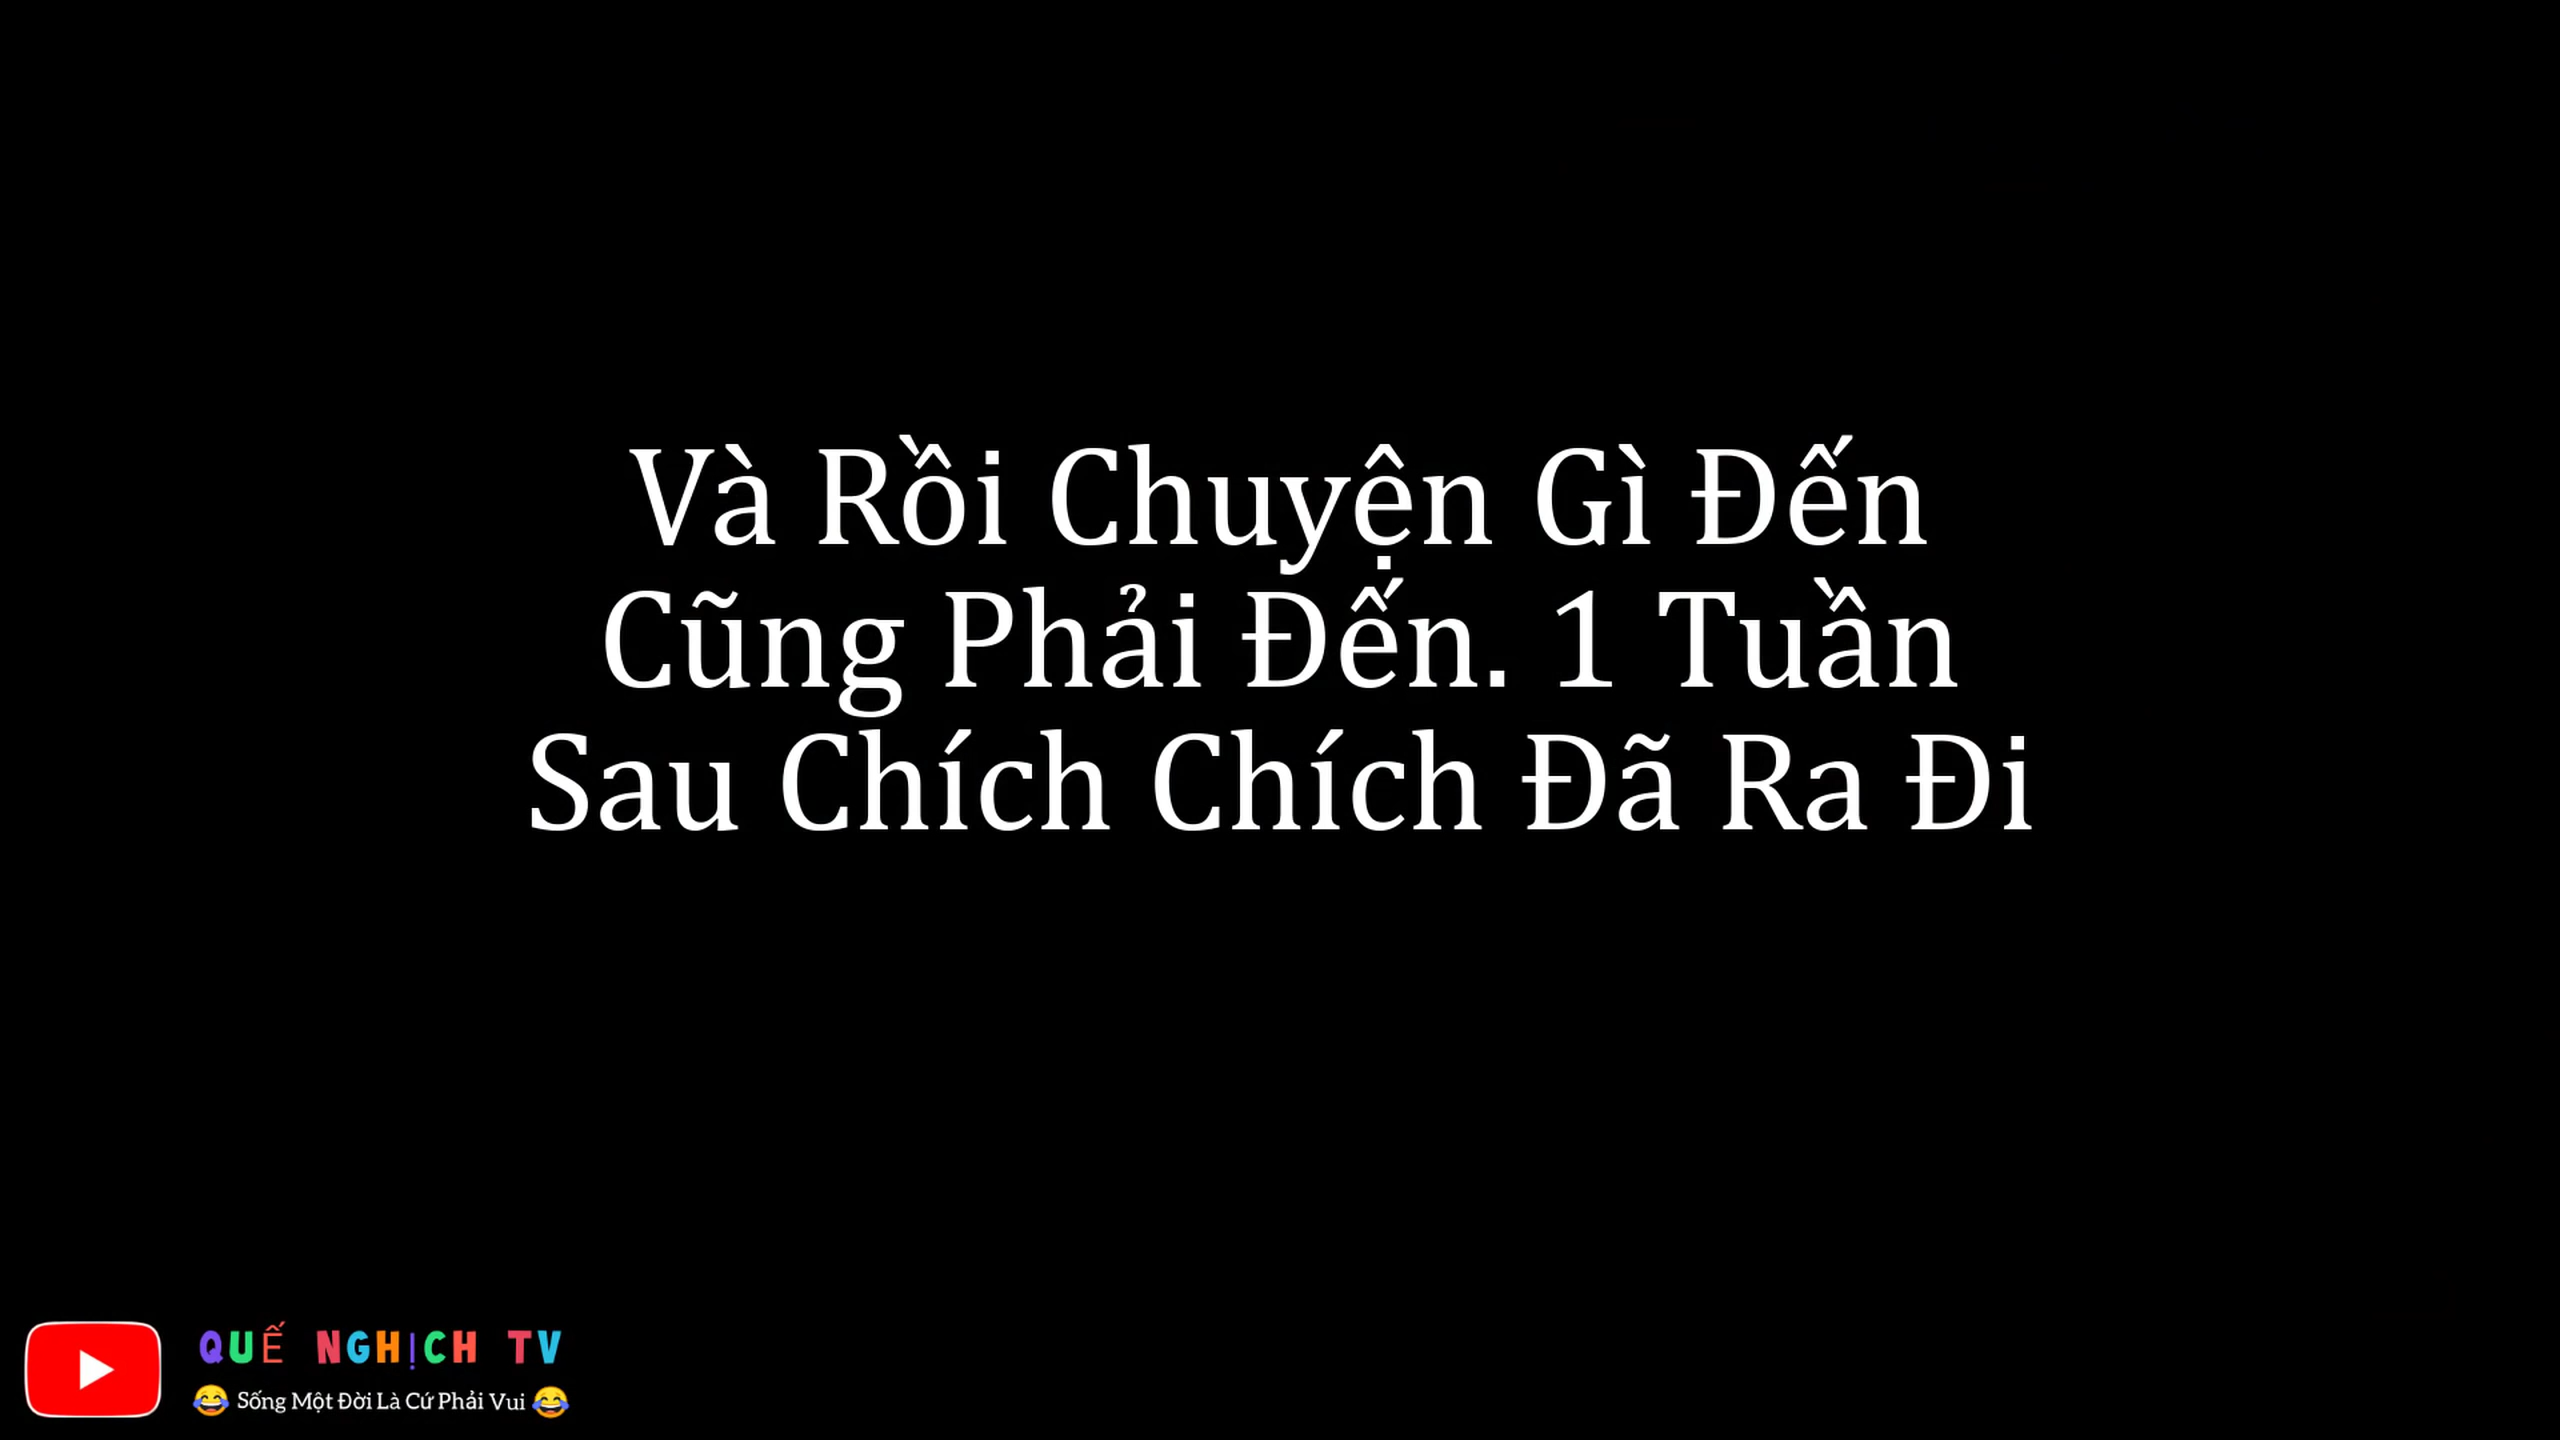 Và Rồi Chuyện Gì Đến
Cũng Phải Đến. 1 Tuần
Sau Chích Chích Đã Ra Đi
QUẾ NGHỊCH TV
😂 Sống Một Đời Là Cứ Phải Vui 😂